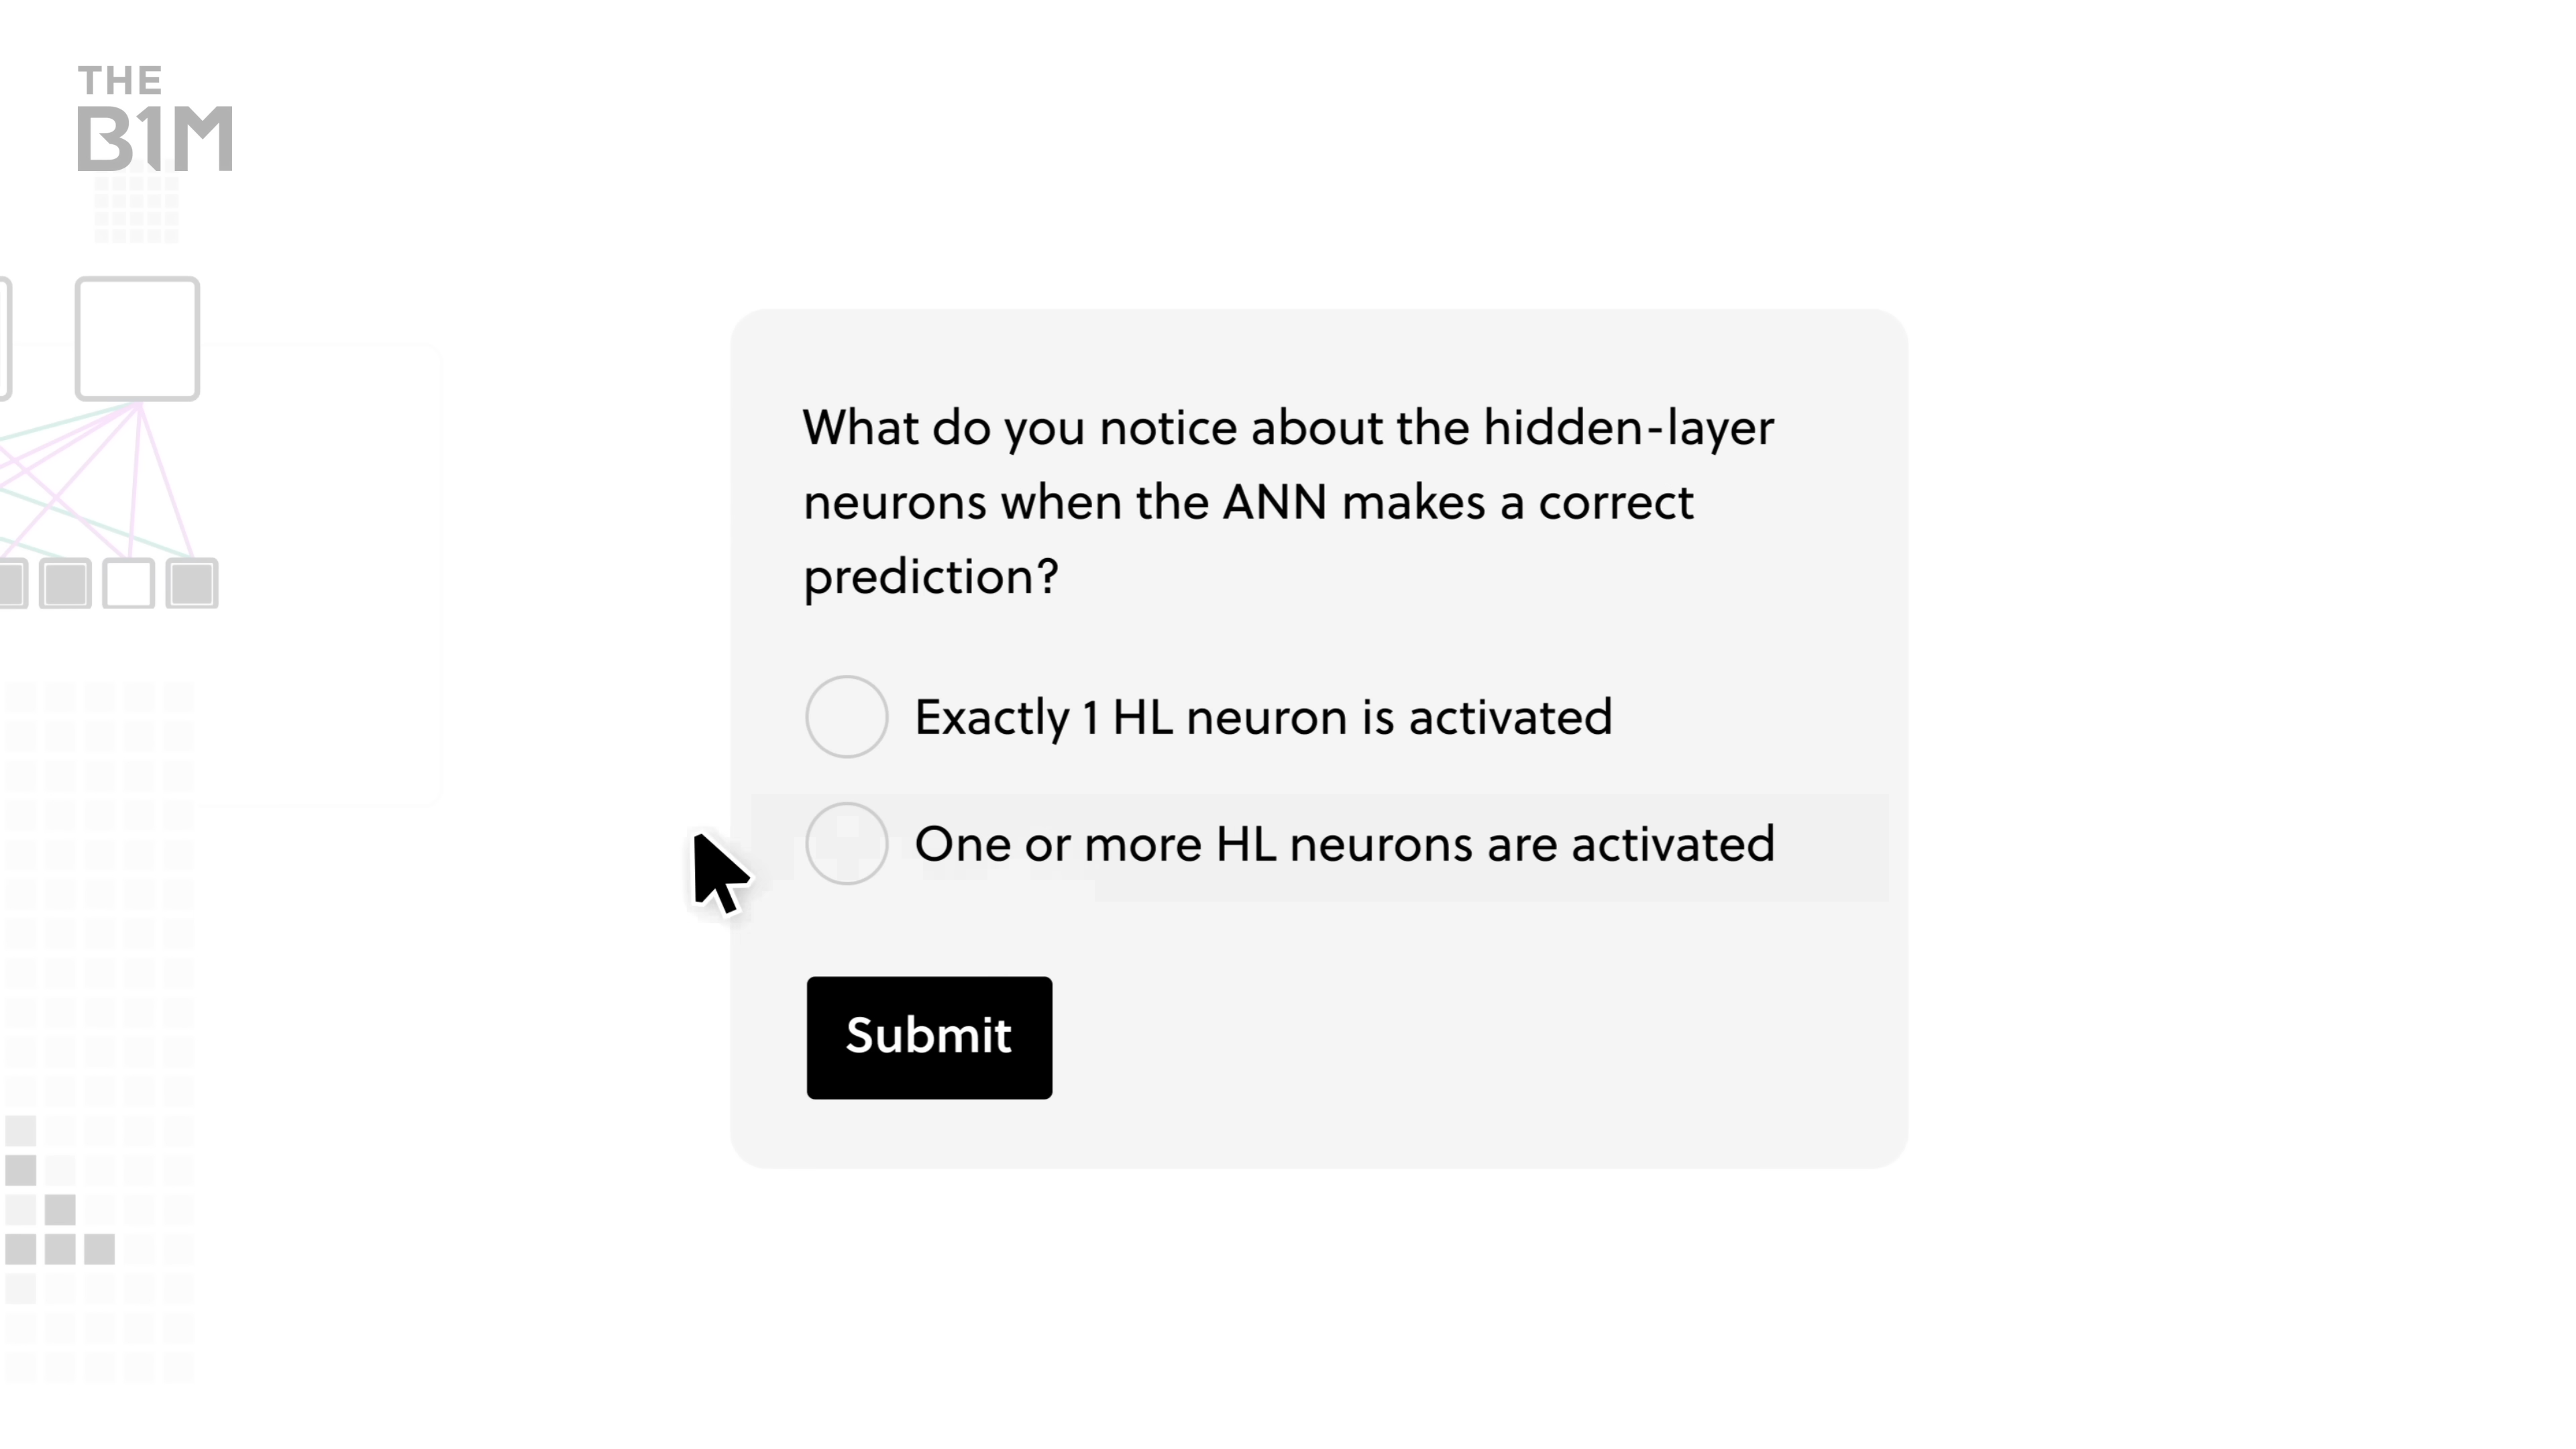 THE
B1M
What do you notice about the hidden-layer
neurons when the ANN makes a correct
prediction?
Exactly 1 HL neuron is activated
One or more HL neurons are activated
Submit